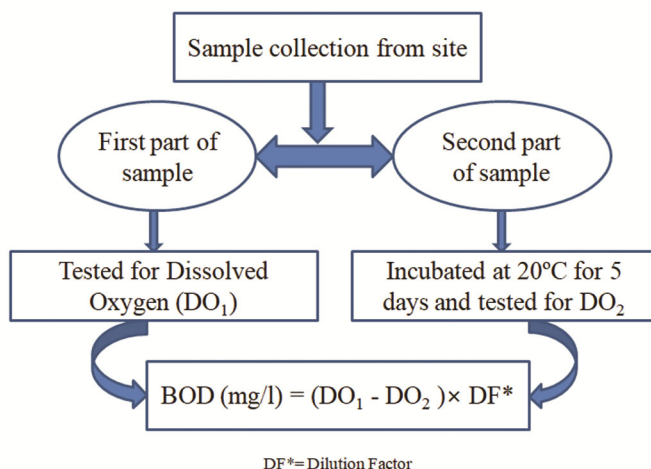 Sample collection from site
First part of
sample
Second part
of sample
Tested for Dissolved
Oxygen (DO₁)
Incubated at 20ºC for 5
days and tested for DO₂
BOD (mg/l) = (DO₁ - DO₂ )× DF*
DF*= Dilution Factor